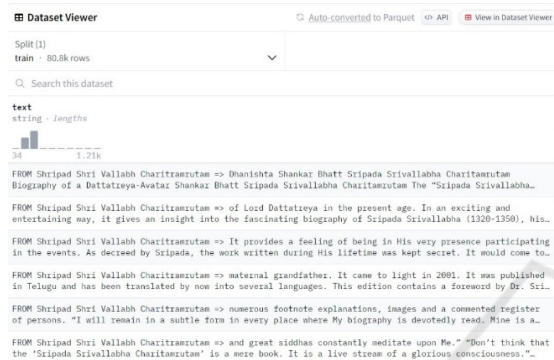 Dataset Viewer
Auto-converted to Parquet
API
View in Dataset Viewer
Split (1)
train · 80.8k rows
Search this dataset
text
string · lengths
34
1.21k
FROM Shripad Shri Vallabh Charitramrutam => Dhanishta Shankar Bhatt Sripada Srivallabha Charitamrutam
Biography of a Dattatreya-Avatar Shankar Bhatt Sripada Srivallabha Charitamrutam The “Sripada Srivallabha…
FROM Shripad Shri Vallabh Charitramrutam => of Lord Dattatreya in the present age. In an exciting and
entertaining way, it gives an insight into the fascinating biography of Sripada Srivallabha (1320-1350), his…
FROM Shripad Shri Vallabh Charitramrutam => It provides a feeling of being in His very presence participating
in the events. As decreed by Sripada, the work written during His lifetime was kept secret. It would come to…
FROM Shripad Shri Vallabh Charitramrutam => maternal grandfather. It came to light in 2001. It was published
in Telugu and has been translated by now into several languages. This edition contains a foreword by Dr. Sri…
FROM Shripad Shri Vallabh Charitramrutam => numerous footnote explanations, images and a commented register
of persons. “I will remain in a subtle form in every place where My biography is devotedly read. Mine is a…
FROM Shripad Shri Vallabh Charitramrutam => and great siddhas constantly meditate upon Me.” “Don’t think that
the ‘Sripada Srivallabha Charitamrutam’ is a mere book. It is a live stream of a glorious consciousness.”…